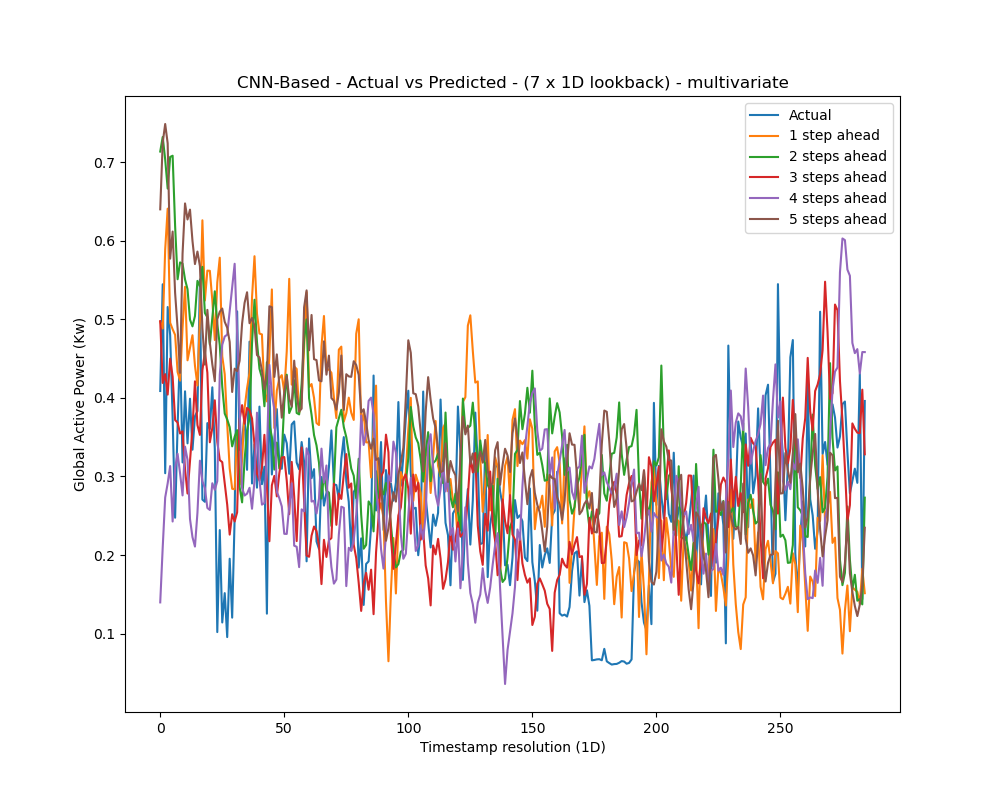 CNN-Based - Actual vs Predicted - (7 x 1D lookback) - multivariate
Actual
1 step ahead
2 steps ahead
3 steps ahead
4 steps ahead
5 steps ahead
Global Active Power (Kw)
0.7
0.6
0.5
0.4
0.3
0.2
0.1
0
50
100
150
200
250
Timestamp resolution (1D)